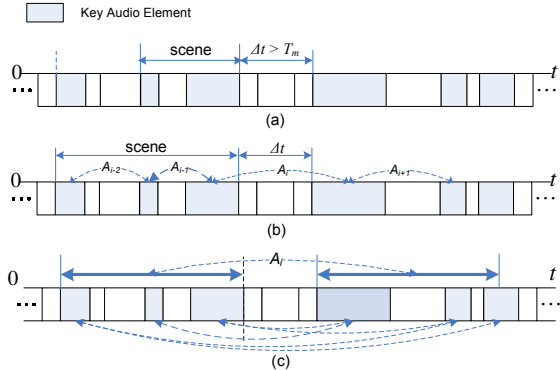 Key Audio Element
scene
Δt > Tm
0
t
... ...
(a)
scene
Δt
0
Ai-2
Ai-1
Ai
Ai+1
t
... ...
(b)
Ai
0
t
... ...
(c)